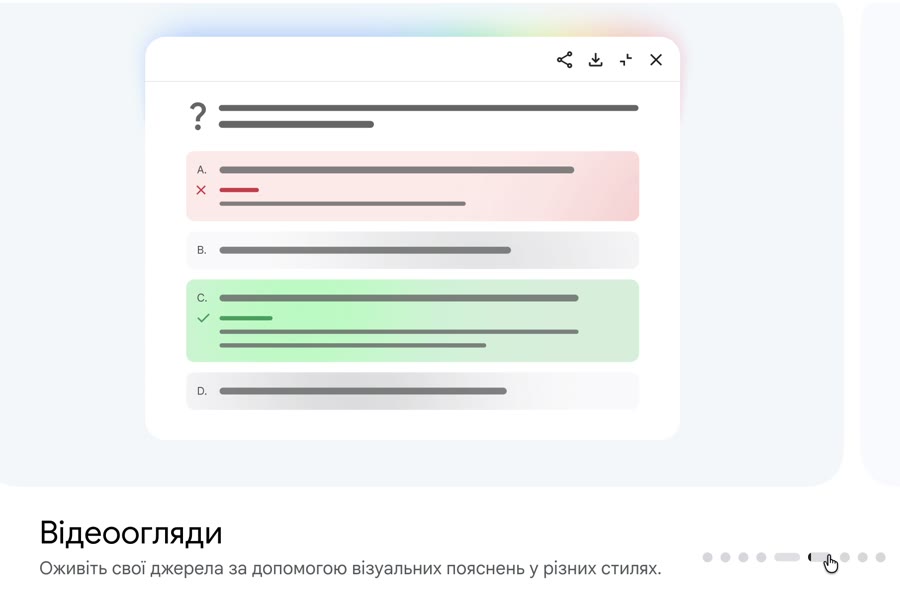 ?
A.
B.
C.
D.
Відеоогляди
Оживіть свої джерела за допомогою візуальних пояснень у різних стилях.